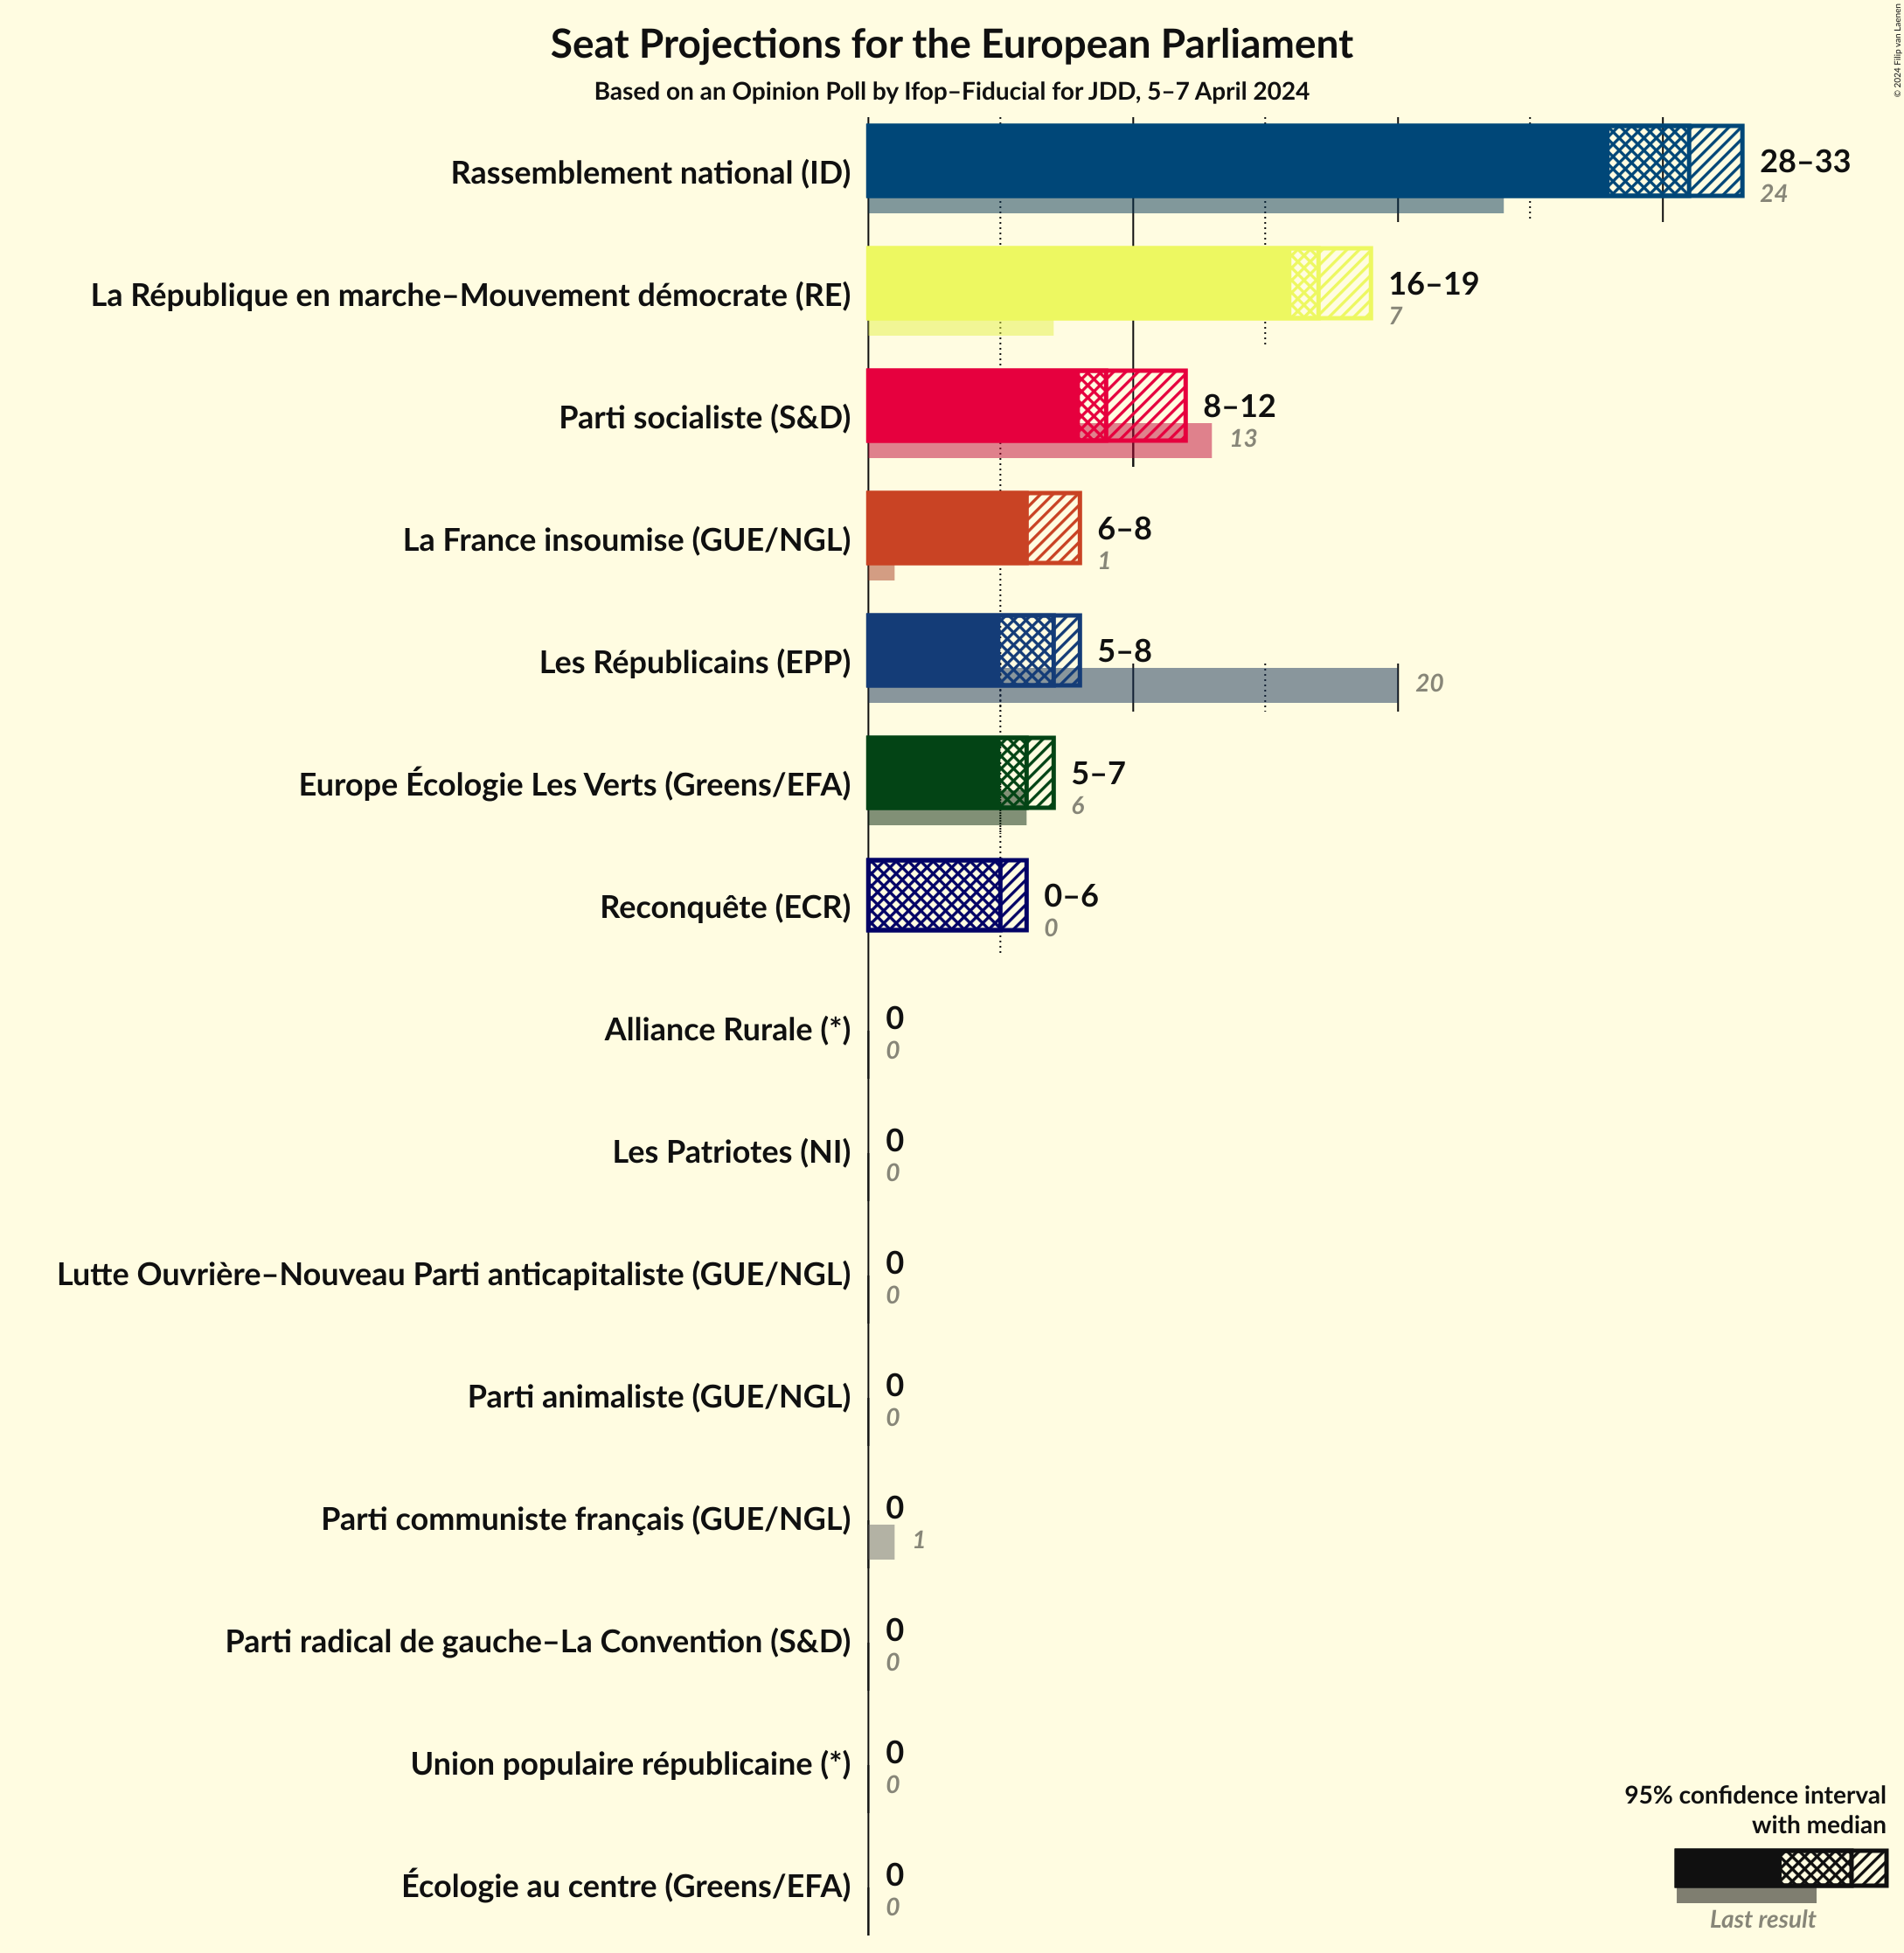 Seat Projections for the European Parliament
Based on an Opinion Poll by Ifop–Fiducial for JDD, 5–7 April 2024
© 2024 Filip van Laenen
Rassemblement national (ID)
28–33
24
La République en marche–Mouvement démocrate (RE)
16–19
7
Parti socialiste (S&D)
8–12
13
La France insoumise (GUE/NGL)
6–8
1
Les Républicains (EPP)
5–8
20
Europe Écologie Les Verts (Greens/EFA)
5–7
6
Reconquête (ECR)
0–6
0
Alliance Rurale (*)
0
0
Les Patriotes (NI)
0
0
Lutte Ouvrière–Nouveau Parti anticapitaliste (GUE/NGL)
0
0
Parti animaliste (GUE/NGL)
0
0
Parti communiste français (GUE/NGL)
0
1
Parti radical de gauche–La Convention (S&D)
0
0
Union populaire républicaine (*)
0
0
Écologie au centre (Greens/EFA)
0
0
95% confidence interval
with median
Last result